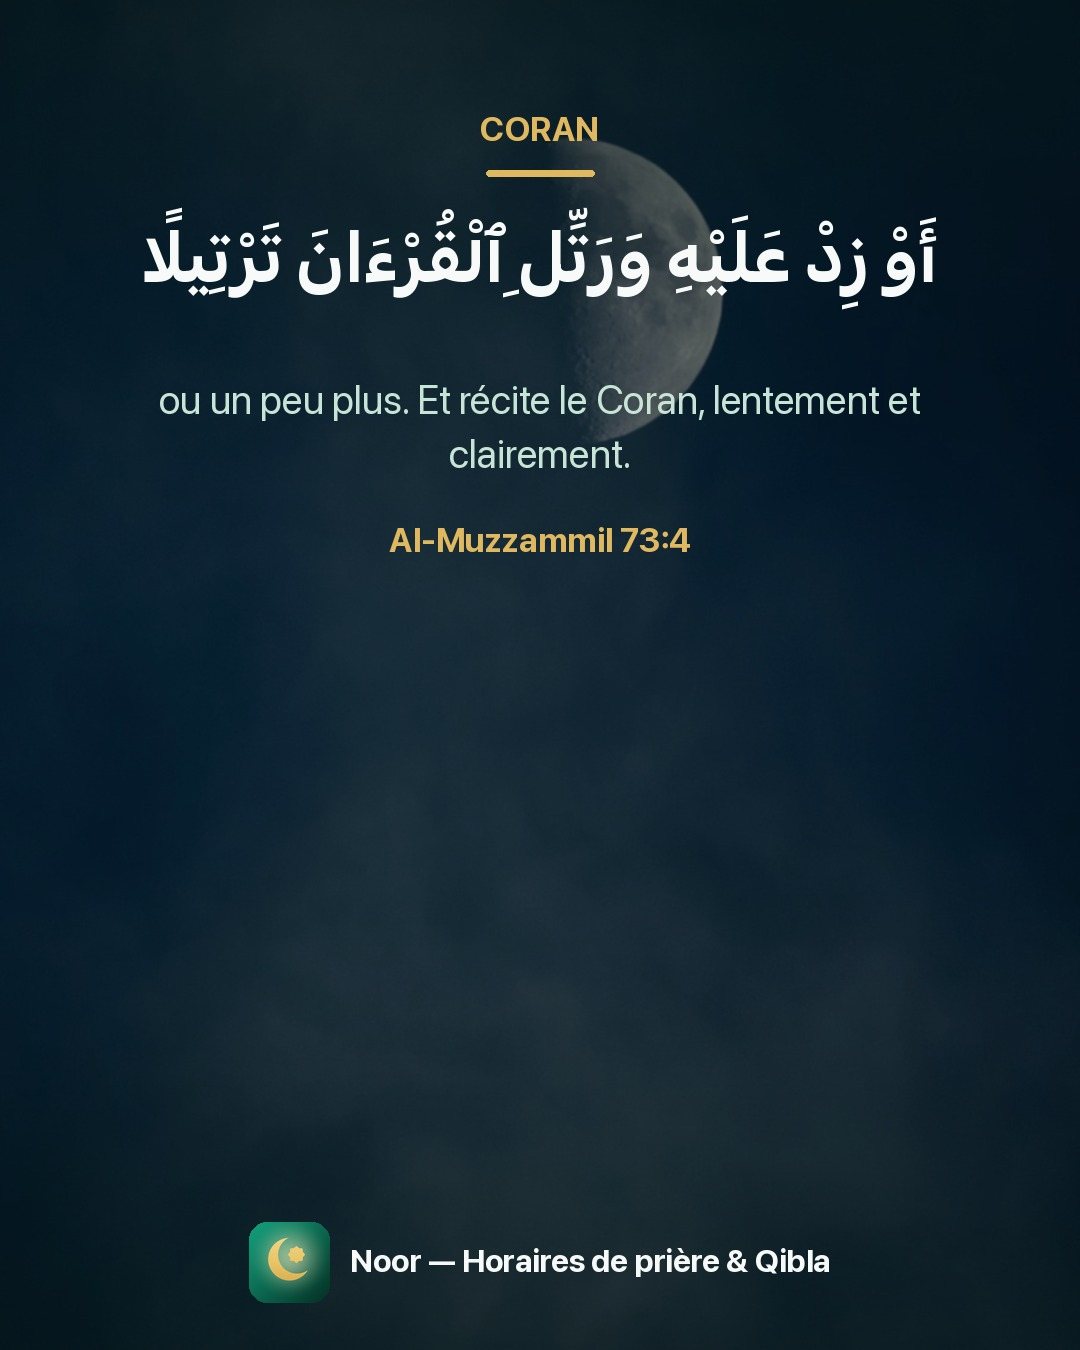 CORAN
أَوْ زِدْ عَلَيْهِ وَرَتِّلِ ٱلْقُرْءَانَ تَرْتِيلًا
ou un peu plus. Et récite le Coran, lentement et
clairement.
Al-Muzzammil 73:4
Noor — Horaires de prière & Qibla